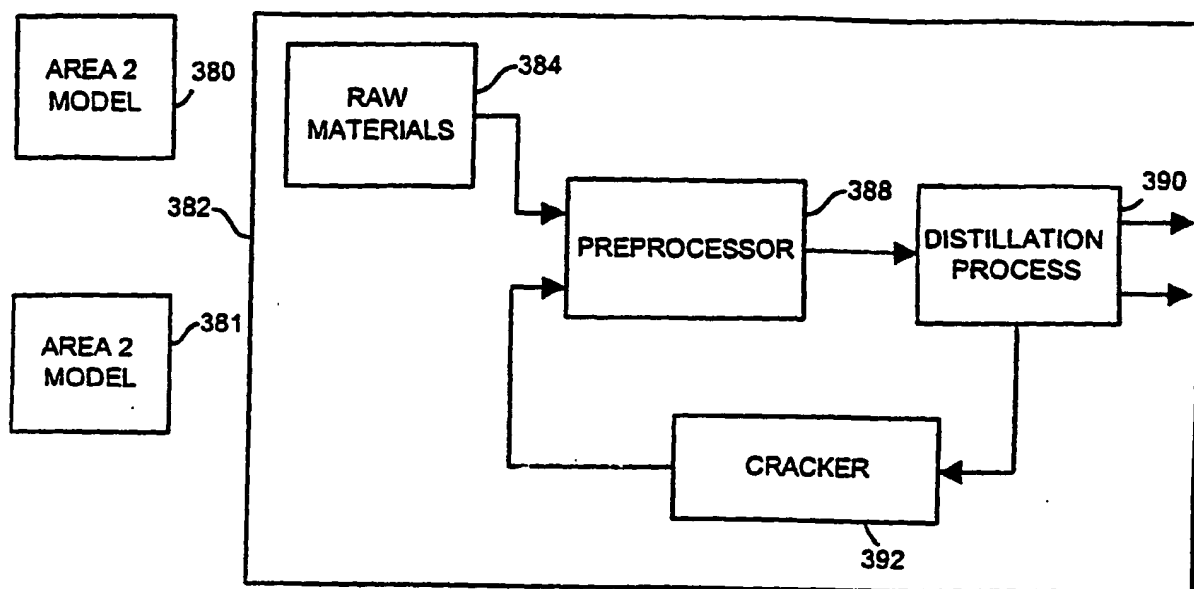 AREA 2
MODEL
380
RAW
MATERIALS
384
382
PREPROCESSOR
388
DISTILLATION
PROCESS
390
AREA 2
MODEL
381
CRACKER
392